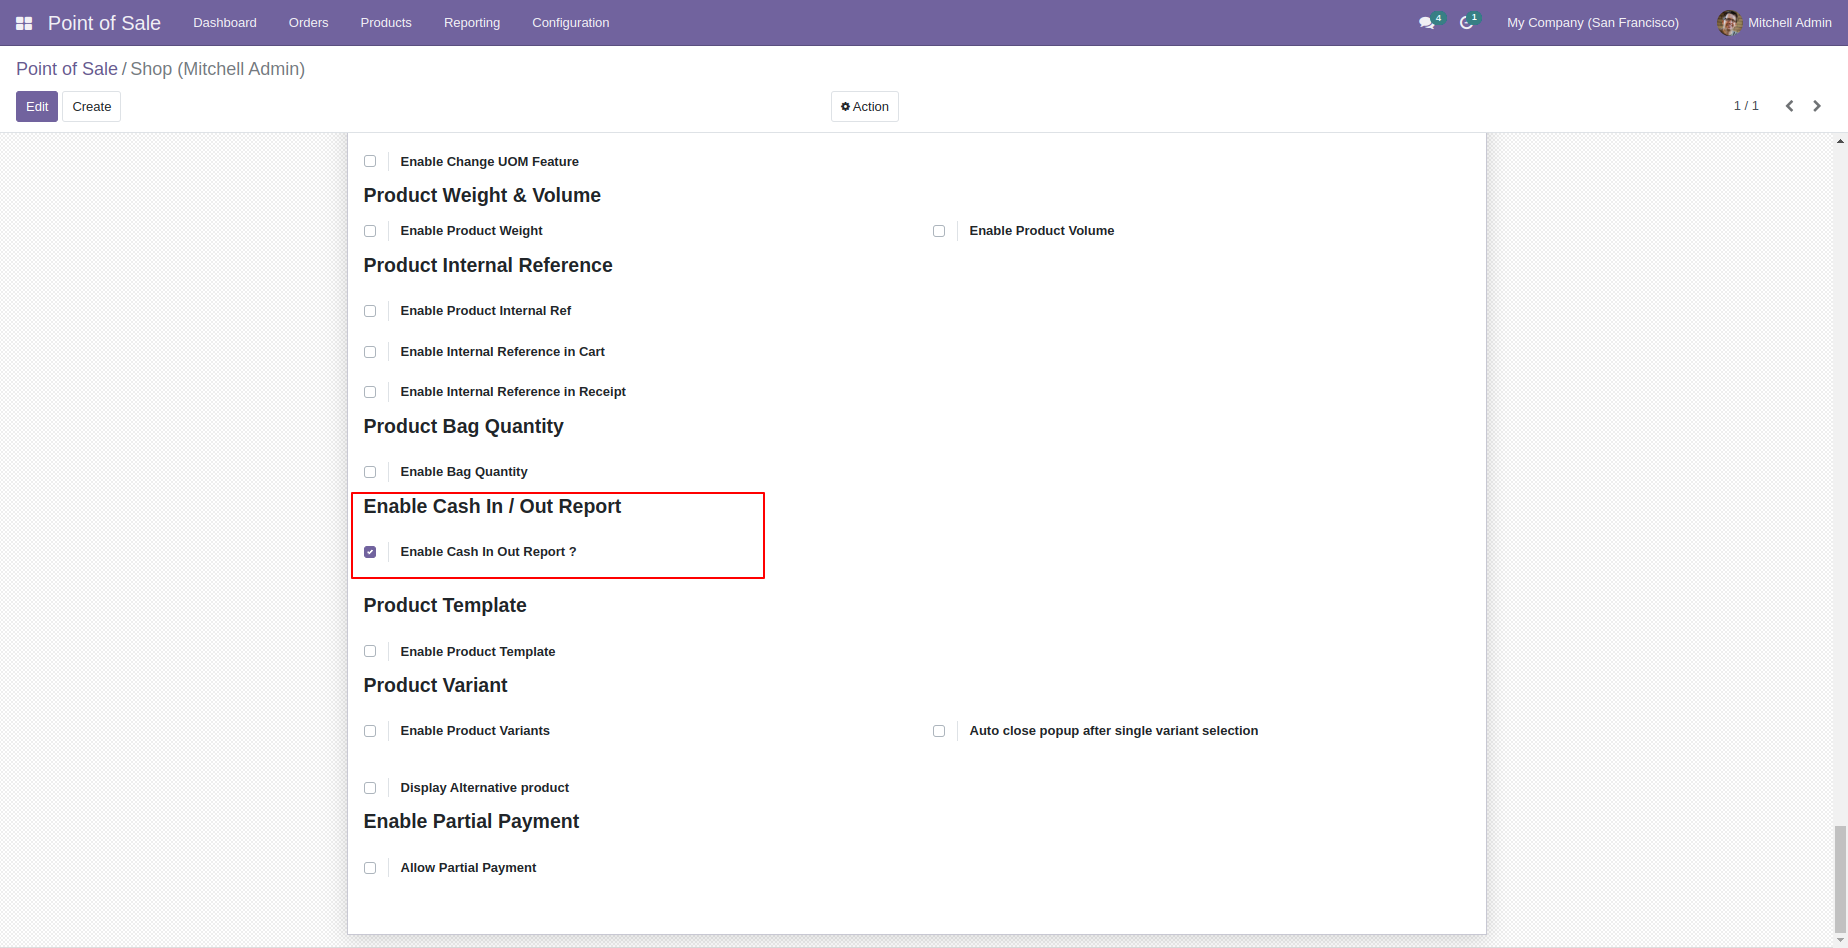 Point of Sale Dashboard Orders Products Reporting Configuration 4 1 My Company (San Francisco) Mitchell Admin
Point of Sale / Shop (Mitchell Admin)
Edit Create Action 1 / 1
Enable Change UOM Feature
Product Weight & Volume
Enable Product Weight Enable Product Volume
Product Internal Reference
Enable Product Internal Ref
Enable Internal Reference in Cart
Enable Internal Reference in Receipt
Product Bag Quantity
Enable Bag Quantity
Enable Cash In / Out Report
Enable Cash In Out Report ?
Product Template
Enable Product Template
Product Variant
Enable Product Variants Auto close popup after single variant selection
Display Alternative product
Enable Partial Payment
Allow Partial Payment